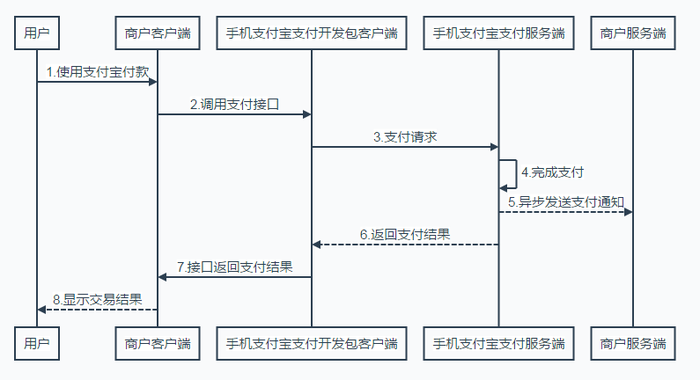 用户
商户客户端
手机支付宝支付开发包客户端
手机支付宝支付服务端
商户服务端
1.使用支付宝付款
2.调用支付接口
3.支付请求
4.完成支付
5.异步发送支付通知
6.返回支付结果
7.接口返回支付结果
8.显示交易结果
用户
商户客户端
手机支付宝支付开发包客户端
手机支付宝支付服务端
商户服务端